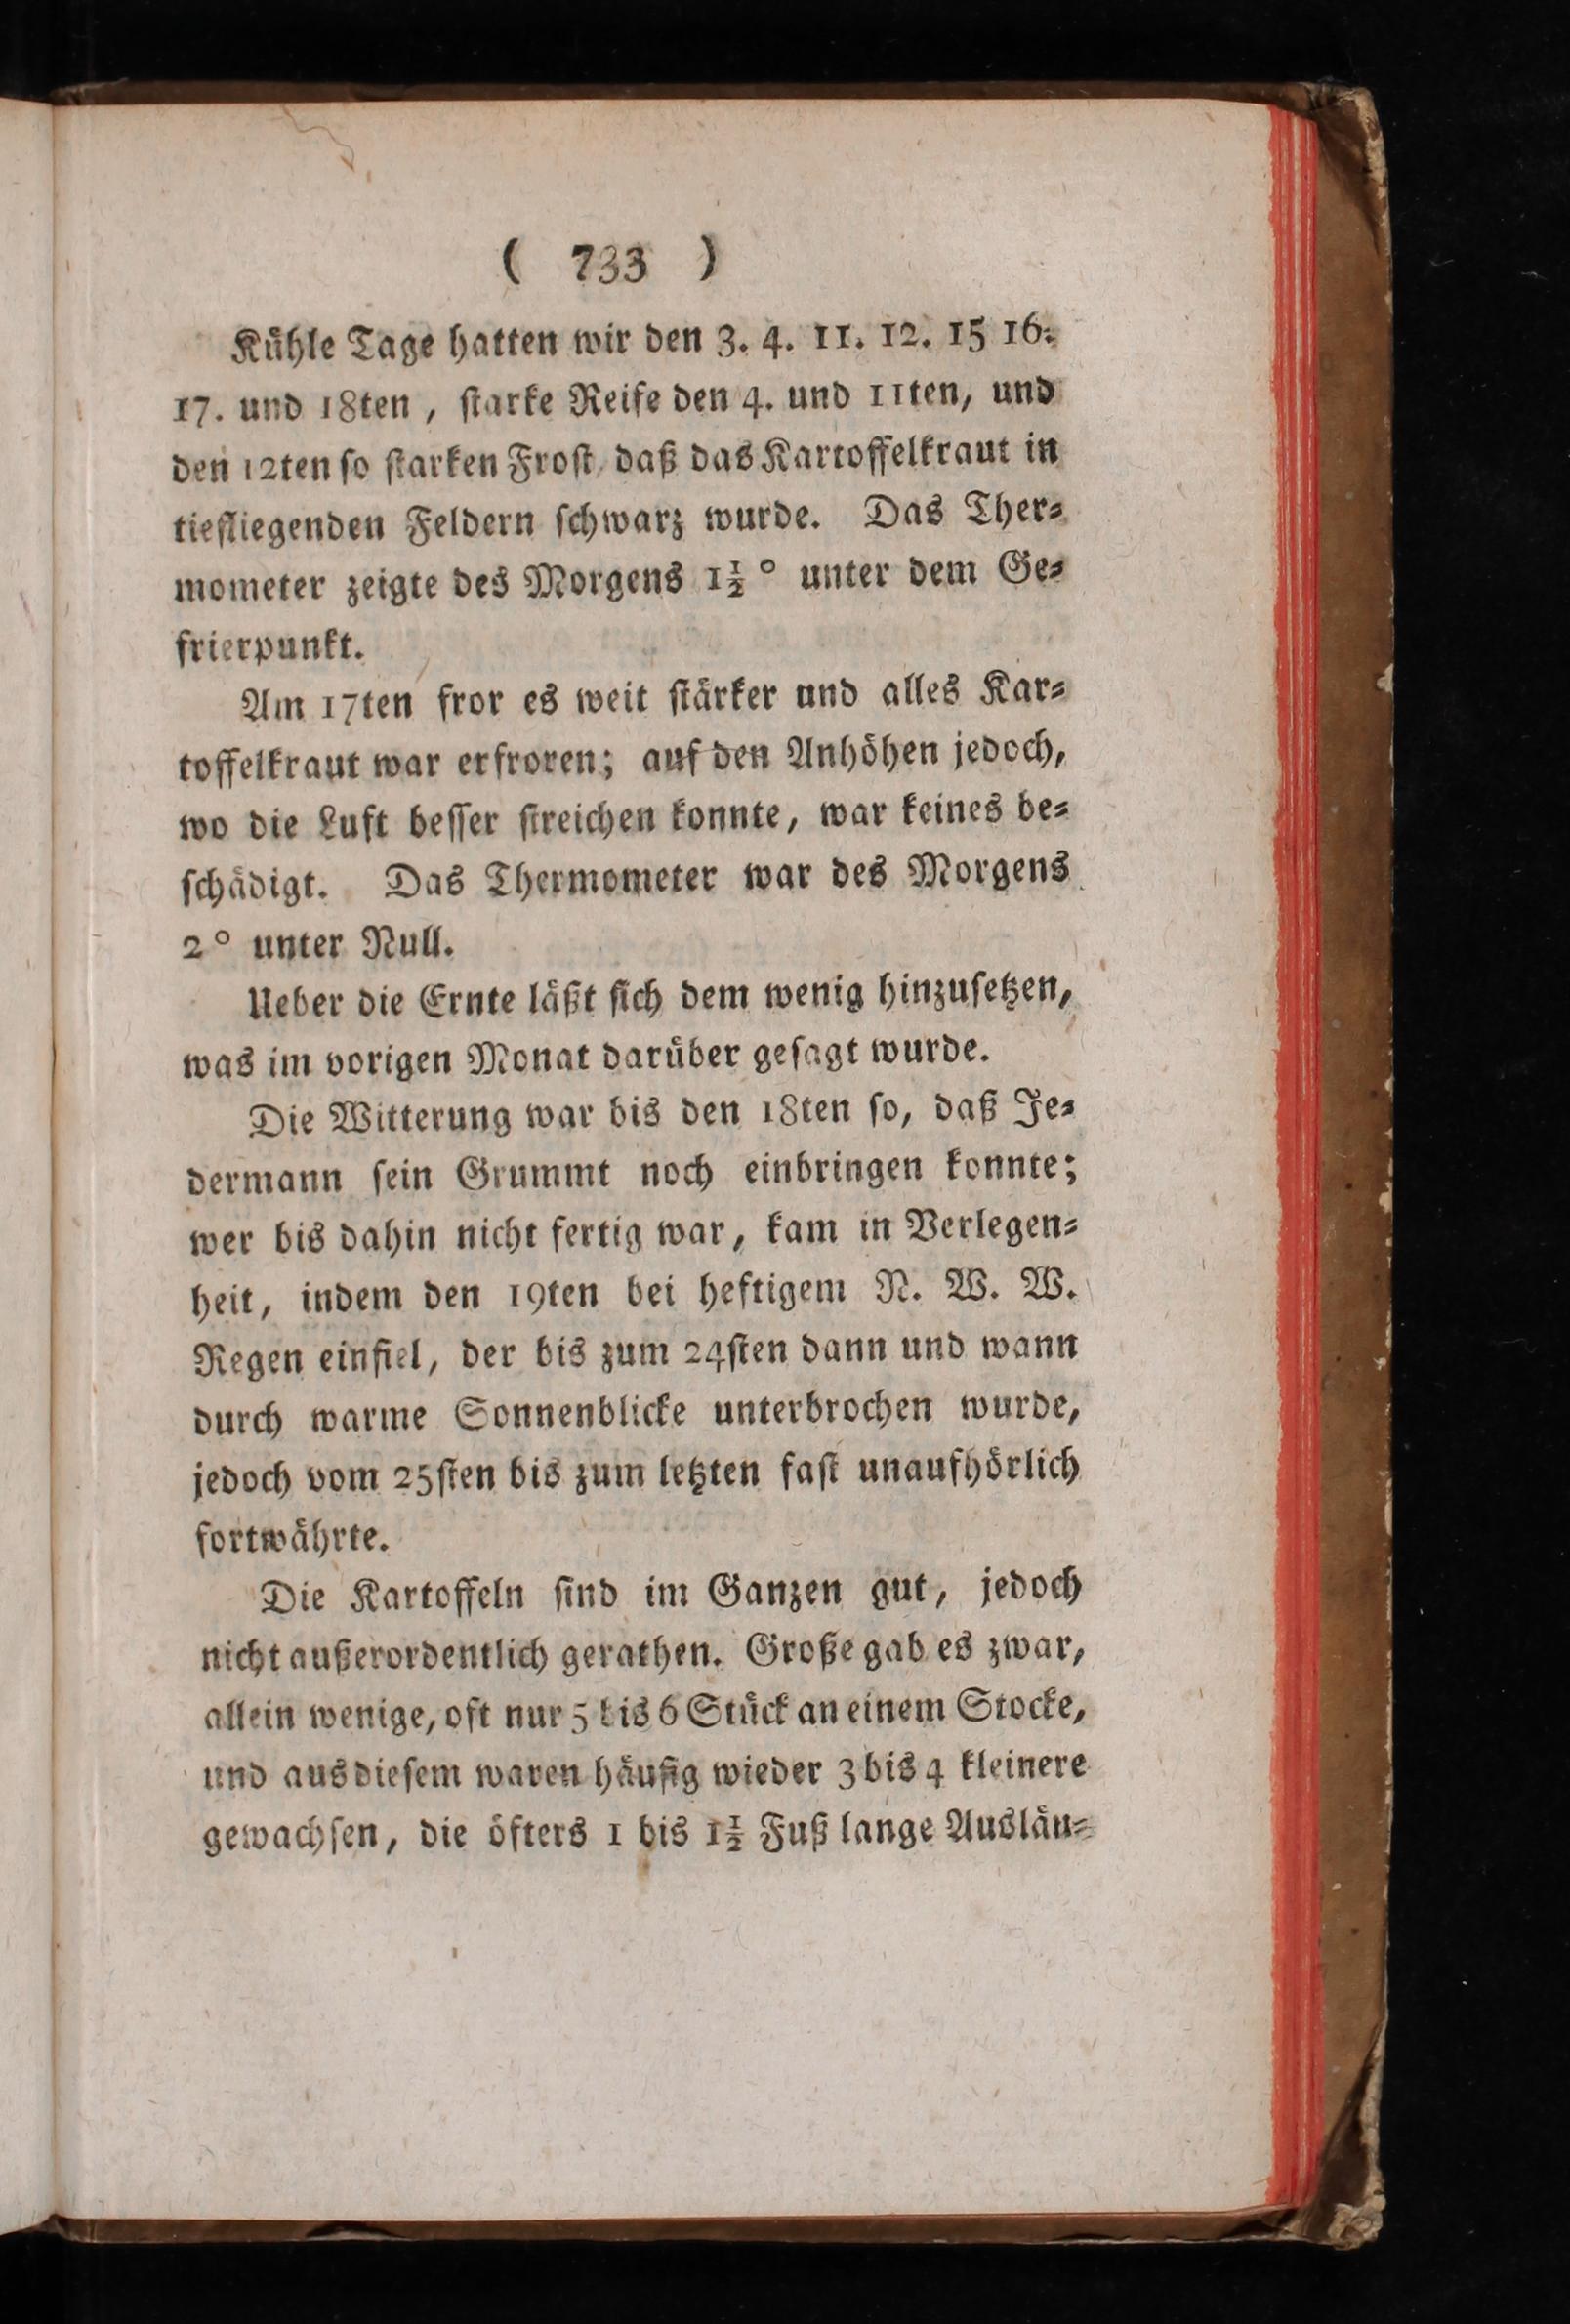 ( 733 )
Kühle Tage hatten wir den 3. 4. 11. 12. 15 16.
17. und 18ten , ſtarke Reife den 4. und 11ten, und
den 12ten ſo ſtarken Froſt, daß das Kartoffelkraut in
tiefliegenden Feldern ſchwarz wurde. Das Ther⸗
mometer zeigte des Morgens 1½° unter dem Ge⸗
frierpunkt.
Am 17ten fror es weit ſtärker und alles Kar⸗
toffelkraut war erfroren; auf den Anhöhen jedoch,
wo die Luft beſſer ſtreichen konnte, war keines be⸗
ſchädigt. Das Thermometer war des Morgens
2° unter Null.
Ueber die Ernte läßt ſich dem wenig hinzuſetzen,
was im vorigen Monat darüber geſagt wurde.
Die Witterung war bis den 18ten ſo, daß Je⸗
dermann ſein Grummt noch einbringen konnte;
wer bis dahin nicht fertig war, kam in Verlegen⸗
heit, indem den 19ten bei heftigem N. W. W.
Regen einfiel, der bis zum 24ſten dann und wann
durch warme Sonnenblicke unterbrochen wurde,
jedoch vom 25ſten bis zum letzten faſt unaufhörlich
fortwährte.
Die Kartoffeln ſind im Ganzen gut, jedoch
nicht außerordentlich gerathen. Große gab es zwar,
allein wenige, oft nur 5 bis 6 Stück an einem Stocke,
und aus dieſem waren häufig wieder 3 bis 4 kleinere
gewachſen, die öfters 1 bis 1½ Fuß lange Ausläu⸗